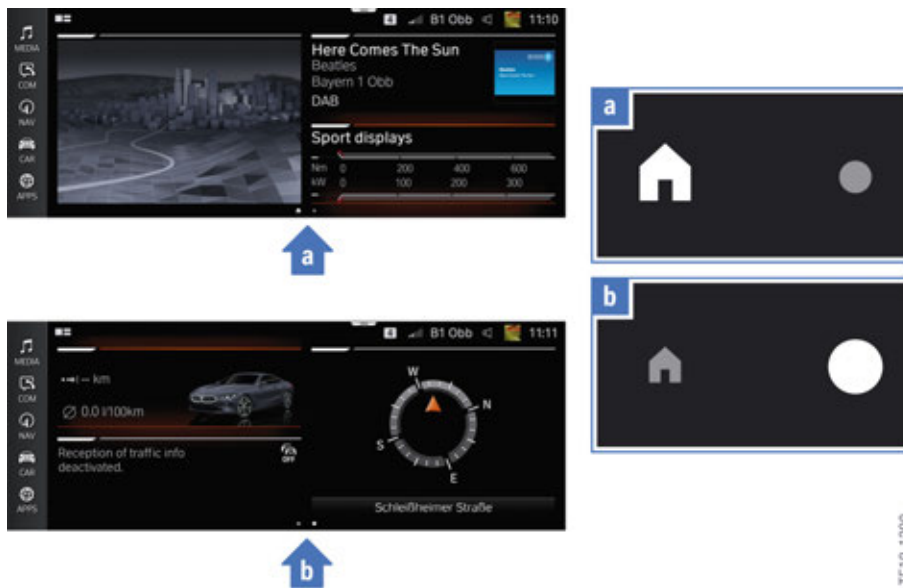 4 B1 Obb 11:10
MEDIA
COM
NAV
CAR
APPS
Here Comes The Sun
Beatles
Bayern 1 Obb
DAB
Sport displays
Nm 0 200 400 600
kW 0 100 200 300
a
4 B1 Obb 11:11
MEDIA
COM
NAV
CAR
APPS
--- km
Ø 0.0 l/100km
Reception of traffic info
deactivated.
OFF
W
N
S
E
Schleißheimer Straße
b
a
b